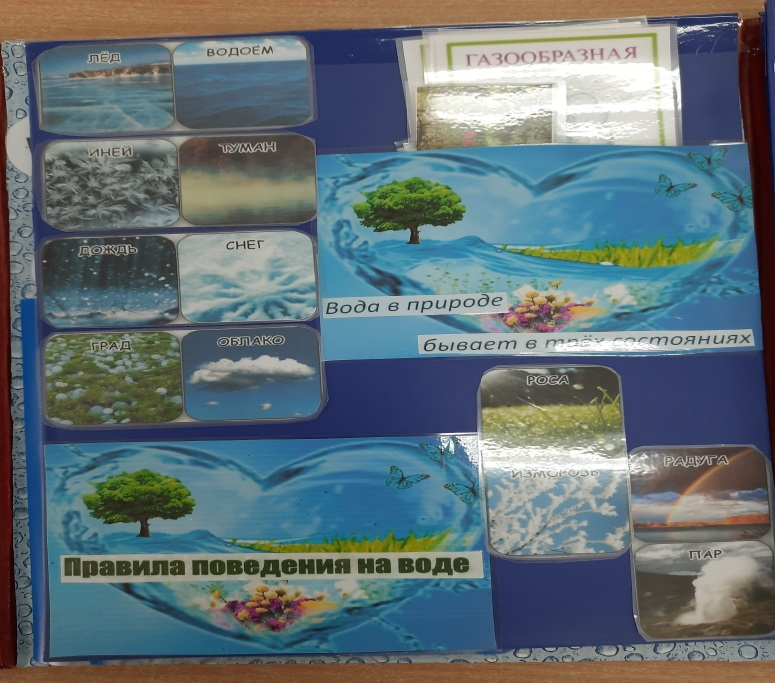 ЛЁД
ВОДОЁМ
ГАЗООБРАЗНАЯ
ИНЕЙ
ТУМАН
ДОЖДЬ
СНЕГ
Вода в природе
бывает в трёх состояниях
ГРАД
ОБЛАКО
РОСА
ИЗМОРОЗЬ
РАДУГА
ПАР
Правила поведения на воде